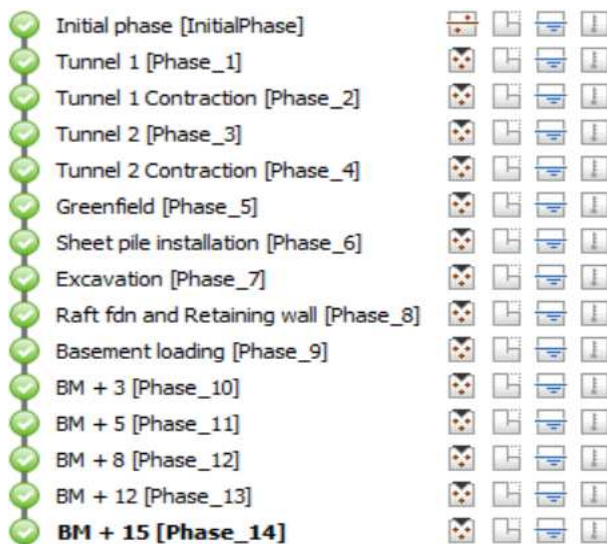 Initial phase [InitialPhase]
Tunnel 1 [Phase_1]
Tunnel 1 Contraction [Phase_2]
Tunnel 2 [Phase_3]
Tunnel 2 Contraction [Phase_4]
Greenfield [Phase_5]
Sheet pile installation [Phase_6]
Excavation [Phase_7]
Raft fdn and Retaining wall [Phase_8]
Basement loading [Phase_9]
BM + 3 [Phase_10]
BM + 5 [Phase_11]
BM + 8 [Phase_12]
BM + 12 [Phase_13]
BM + 15 [Phase_14]